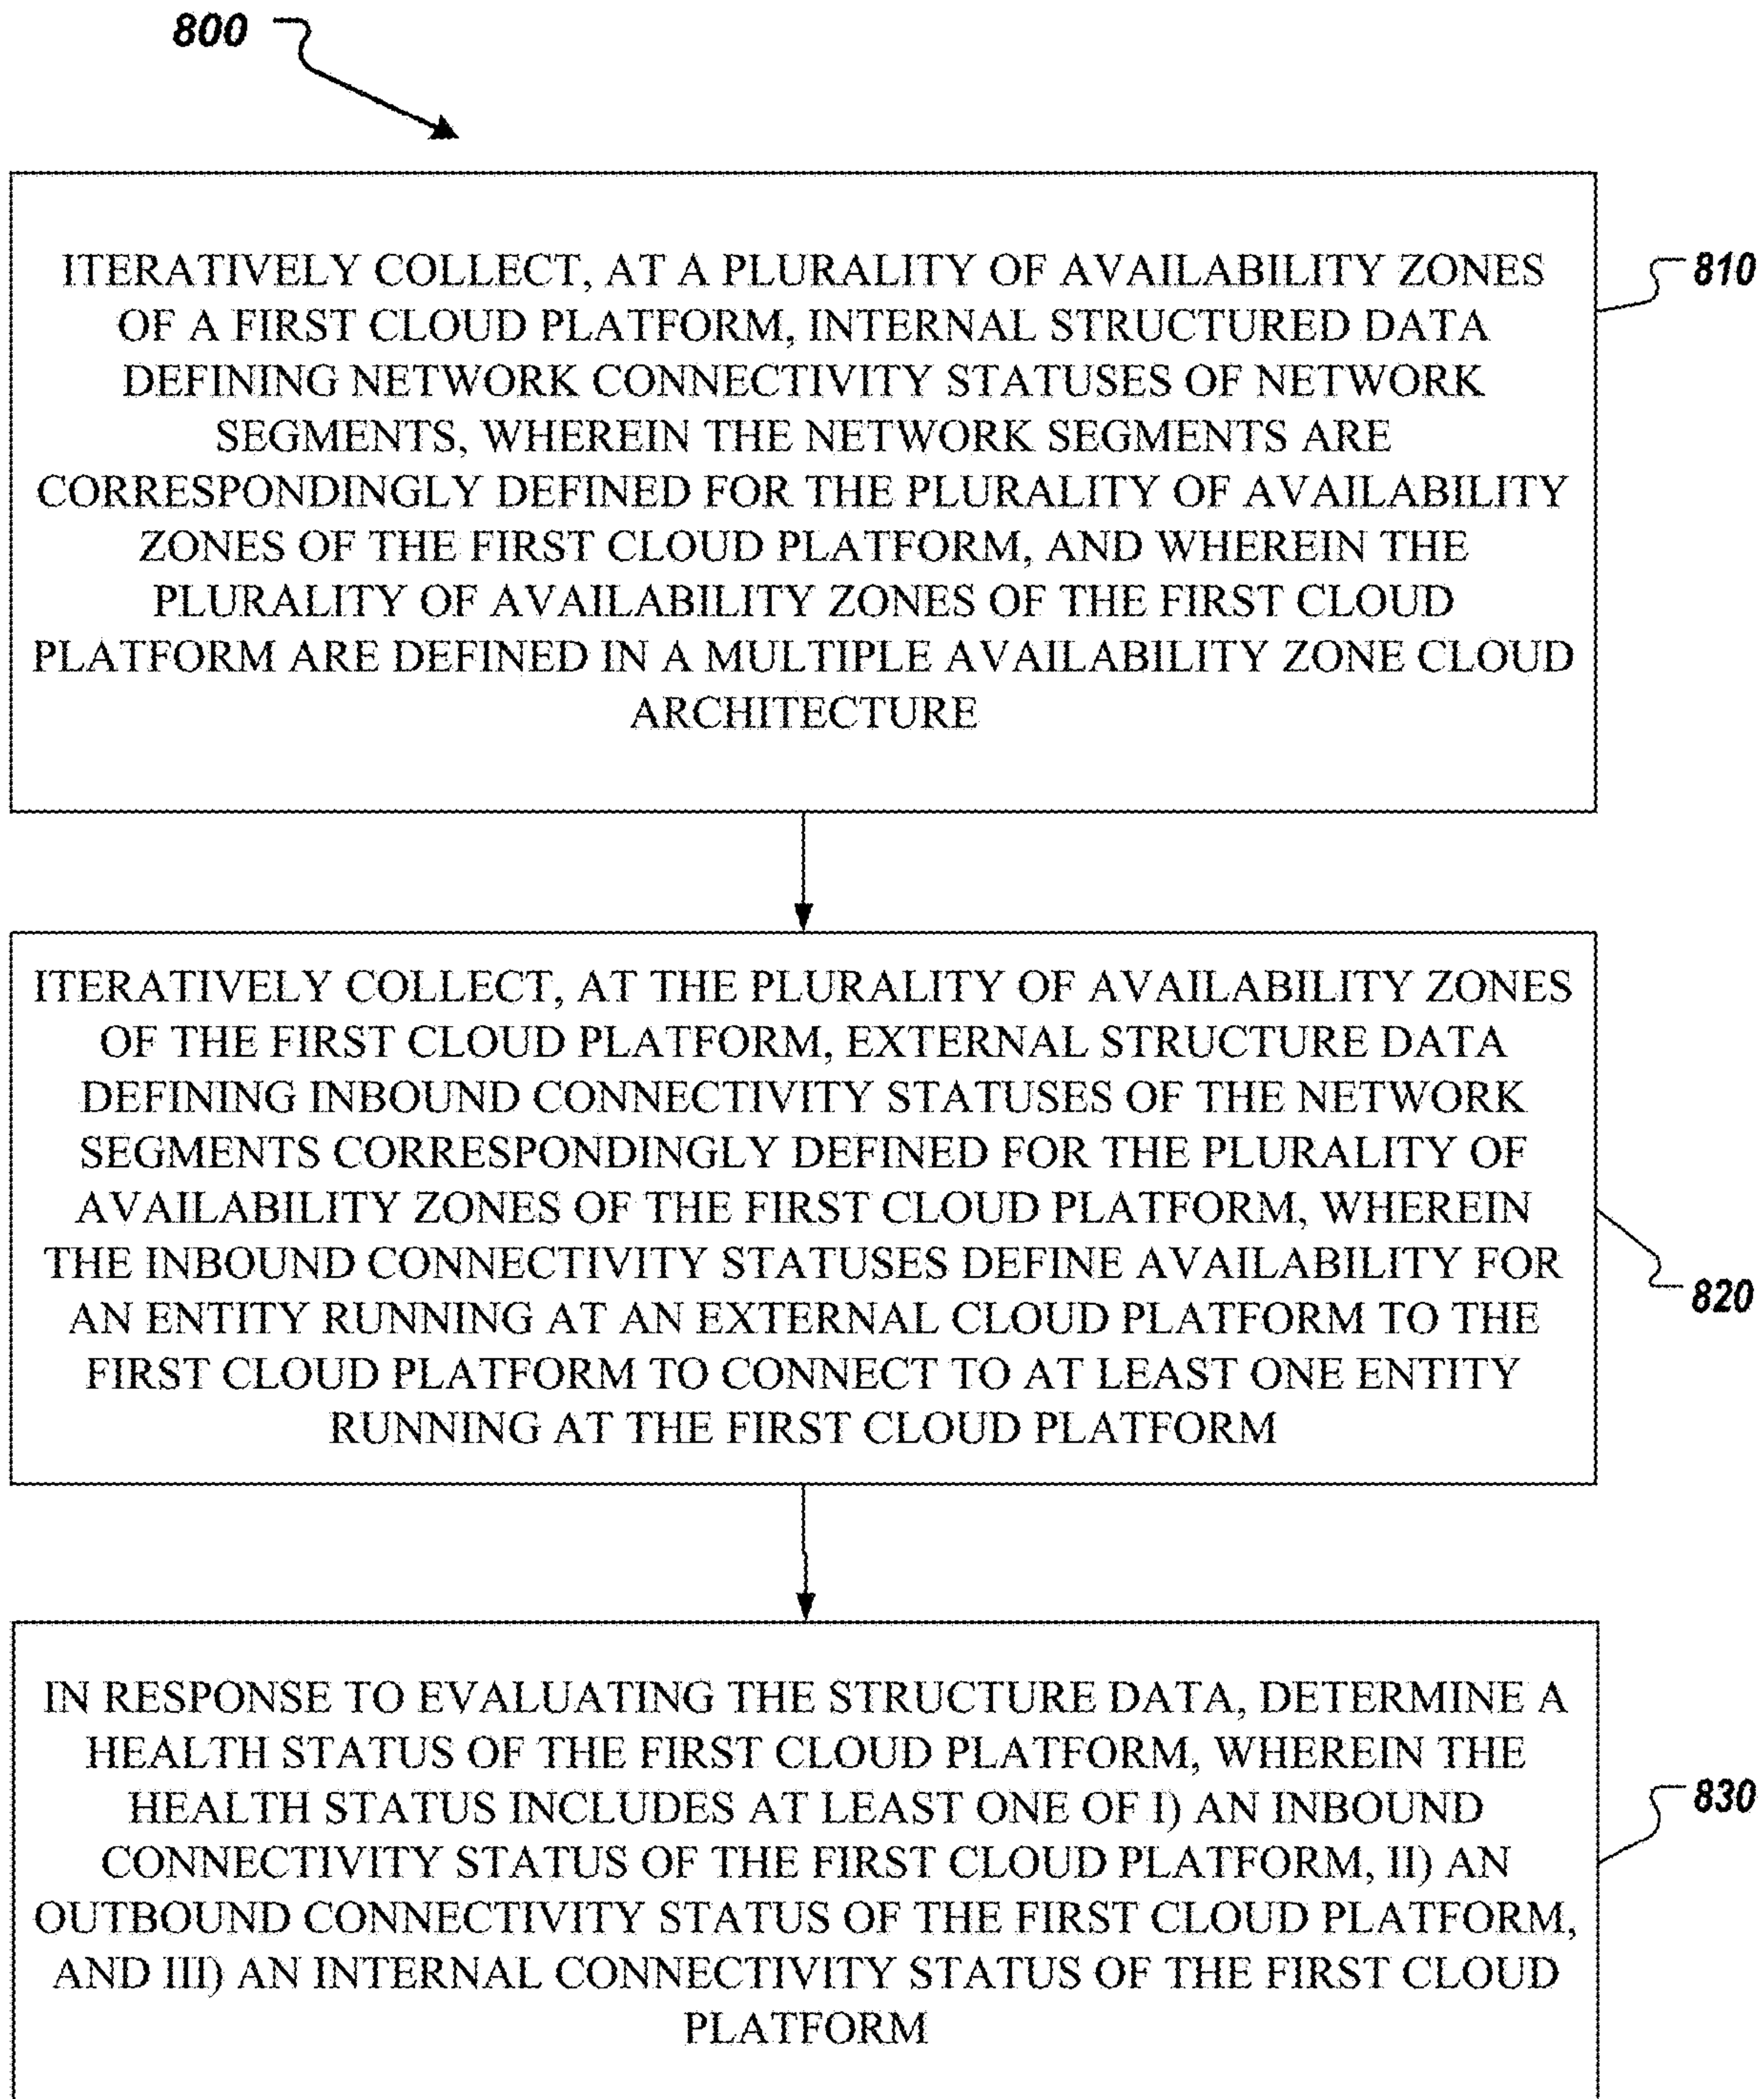 800
ITERATIVELY COLLECT, AT A PLURALITY OF AVAILABILITY ZONES
OF A FIRST CLOUD PLATFORM, INTERNAL STRUCTURED DATA
DEFINING NETWORK CONNECTIVITY STATUSES OF NETWORK
SEGMENTS, WHEREIN THE NETWORK SEGMENTS ARE
CORRESPONDINGLY DEFINED FOR THE PLURALITY OF AVAILABILITY
ZONES OF THE FIRST CLOUD PLATFORM, AND WHEREIN THE
PLURALITY OF AVAILABILITY ZONES OF THE FIRST CLOUD
PLATFORM ARE DEFINED IN A MULTIPLE AVAILABILITY ZONE CLOUD
ARCHITECTURE
810
ITERATIVELY COLLECT, AT THE PLURALITY OF AVAILABILITY ZONES
OF THE FIRST CLOUD PLATFORM, EXTERNAL STRUCTURE DATA
DEFINING INBOUND CONNECTIVITY STATUSES OF THE NETWORK
SEGMENTS CORRESPONDINGLY DEFINED FOR THE PLURALITY OF
AVAILABILITY ZONES OF THE FIRST CLOUD PLATFORM, WHEREIN
THE INBOUND CONNECTIVITY STATUSES DEFINE AVAILABILITY FOR
AN ENTITY RUNNING AT AN EXTERNAL CLOUD PLATFORM TO THE
FIRST CLOUD PLATFORM TO CONNECT TO AT LEAST ONE ENTITY
RUNNING AT THE FIRST CLOUD PLATFORM
820
IN RESPONSE TO EVALUATING THE STRUCTURE DATA, DETERMINE A
HEALTH STATUS OF THE FIRST CLOUD PLATFORM, WHEREIN THE
HEALTH STATUS INCLUDES AT LEAST ONE OF I) AN INBOUND
CONNECTIVITY STATUS OF THE FIRST CLOUD PLATFORM, II) AN
OUTBOUND CONNECTIVITY STATUS OF THE FIRST CLOUD PLATFORM,
AND III) AN INTERNAL CONNECTIVITY STATUS OF THE FIRST CLOUD
PLATFORM
830